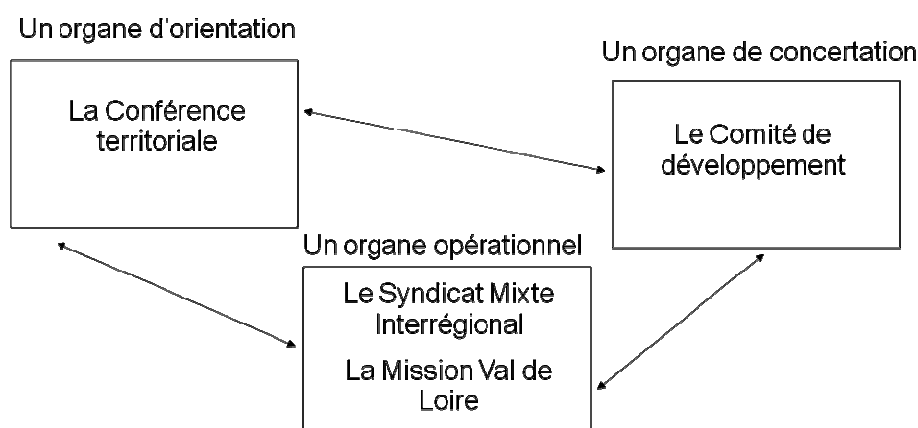 Un organe d'orientation
La Conférence
territoriale
Un organe de concertation
Le Comité de
développement
Un organe opérationnel
Le Syndicat Mixte
Interrégional
La Mission Val de
Loire